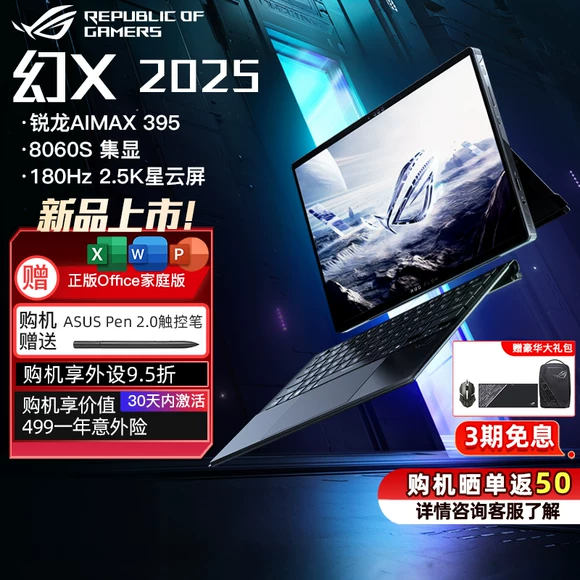 REPUBLIC OF
GAMERS
幻X 2025
·锐龙AIMAX 395
·8060S 集显
·180Hz 2.5K星云屏
新品上市!
赠
X W P
正版Office家庭版
购机
赠送
ASUS Pen 2.0触控笔
购机享外设9.5折
购机享价值 30天内激活
499一年意外险
赠豪华大礼包
3期免息
购机晒单返50
详情咨询客服了解